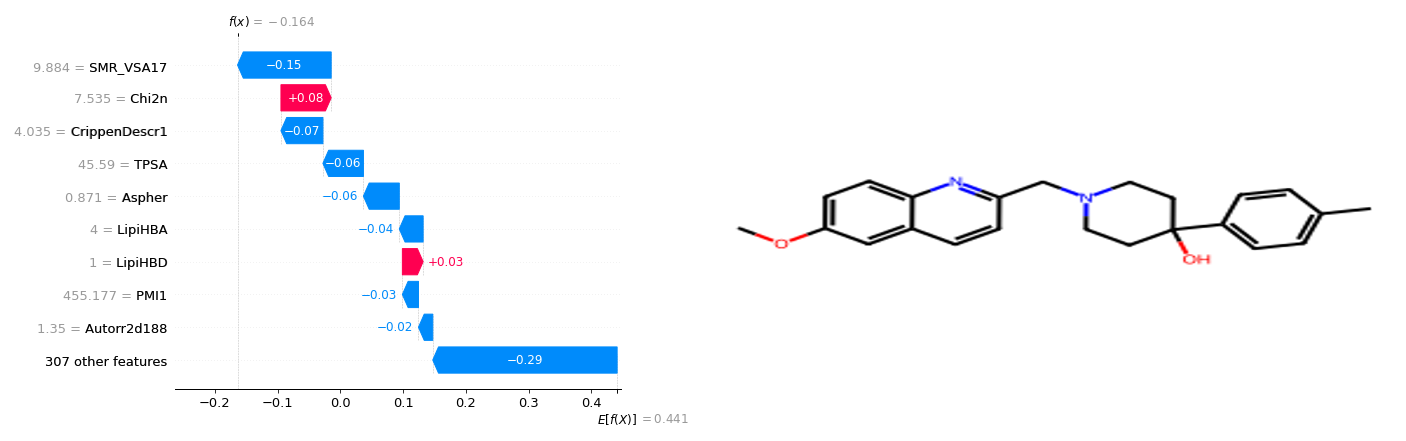 f(x) = −0.164
9.884 = SMR_VSA17
−0.15
7.535 = Chi2n
+0.08
4.035 = CrippenDescr1
−0.07
45.59 = TPSA
−0.06
0.871 = Aspher
−0.06
4 = LipiHBA
−0.04
1 = LipiHBD
+0.03
455.177 = PMI1
−0.03
1.35 = Autorr2d188
−0.02
307 other features
−0.29
−0.2 −0.1 0.0 0.1 0.2 0.3 0.4
E[f(X)] = 0.441
N
N
O
OH